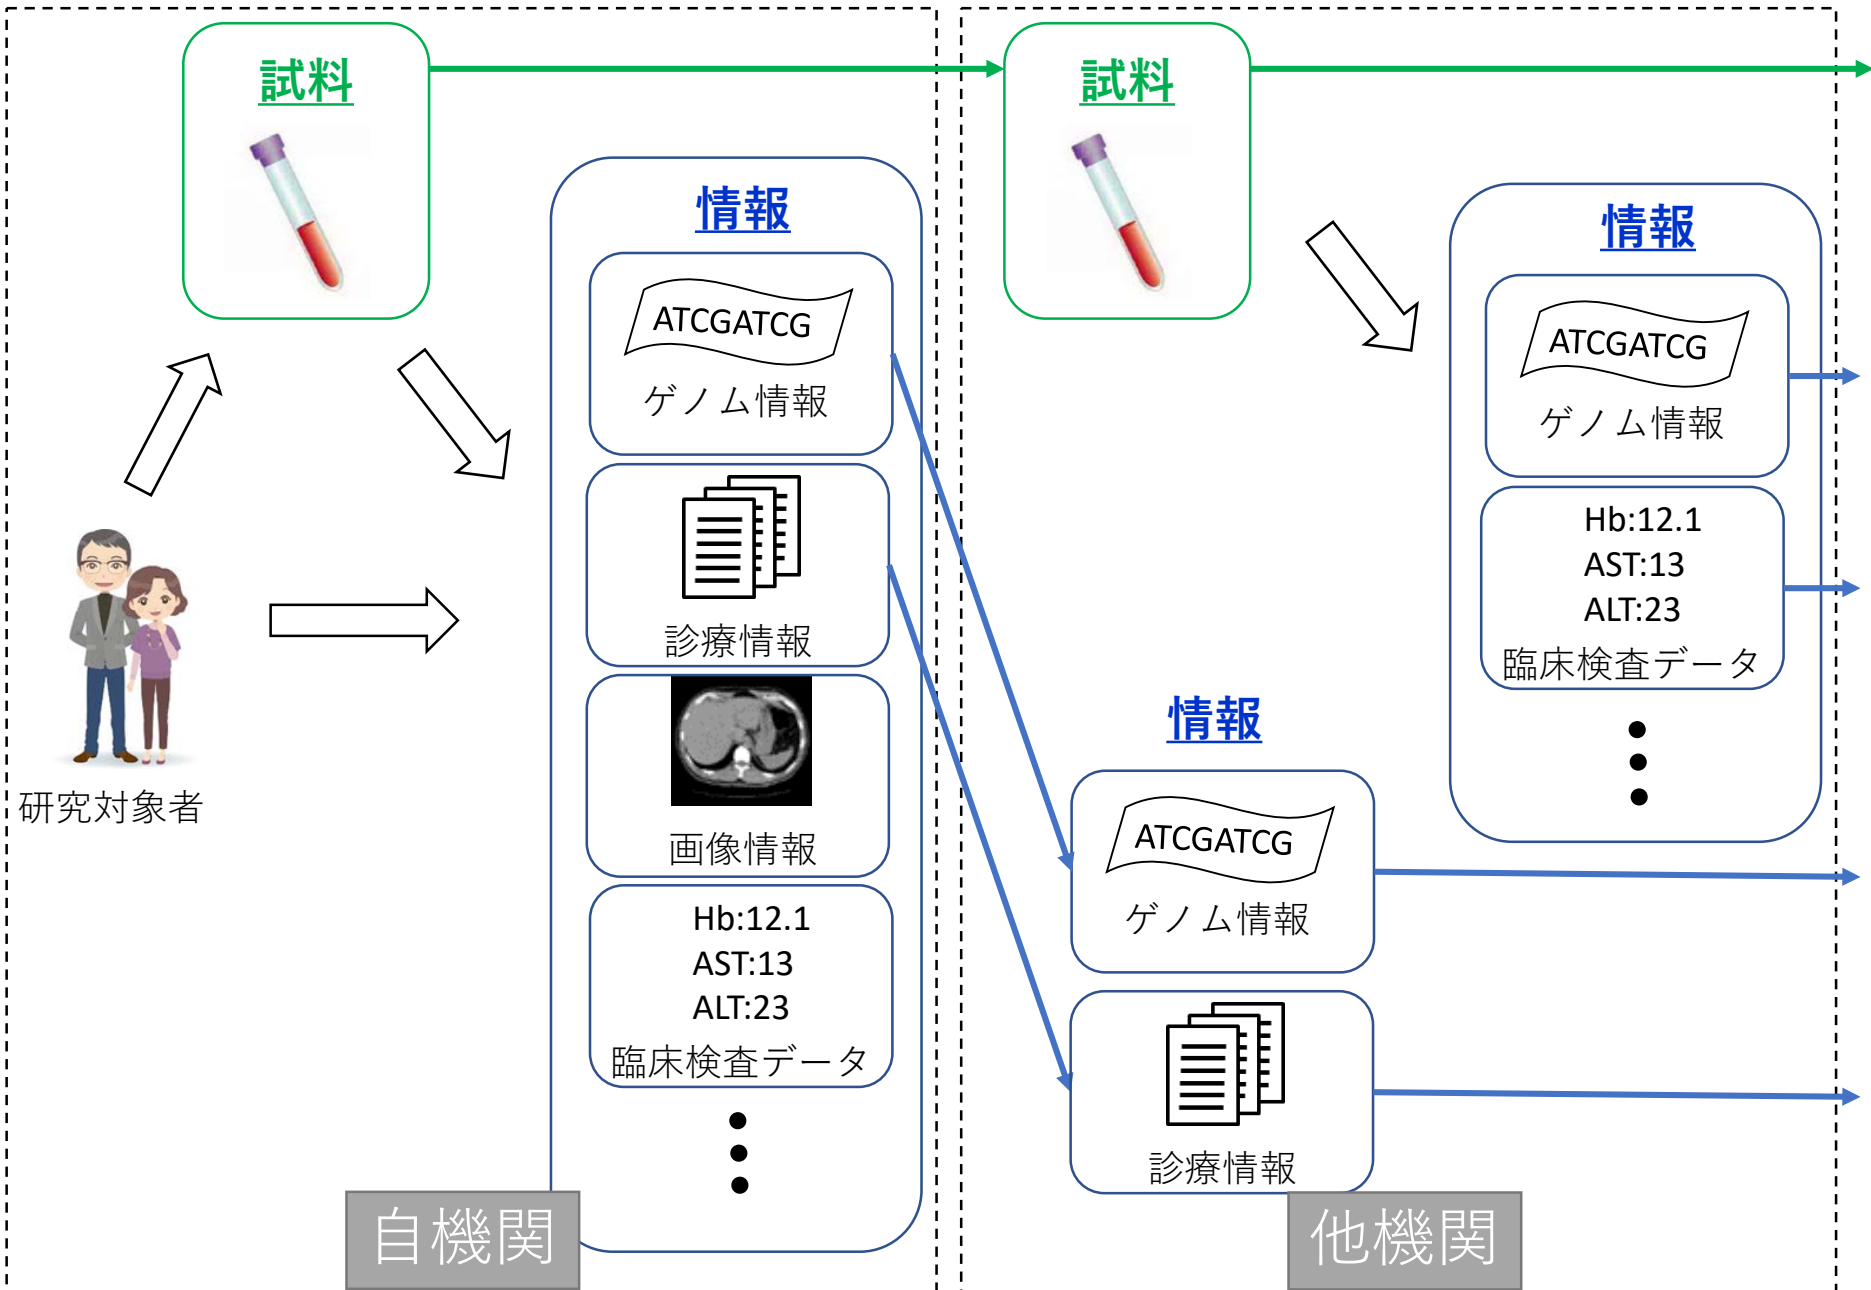 試料
情報
ATCGATCG
ゲノム情報
診療情報
画像情報
Hb:12.1
AST:13
ALT:23
臨床検査データ
研究対象者
自機関
試料
情報
ATCGATCG
ゲノム情報
Hb:12.1
AST:13
ALT:23
臨床検査データ
情報
ATCGATCG
ゲノム情報
診療情報
他機関